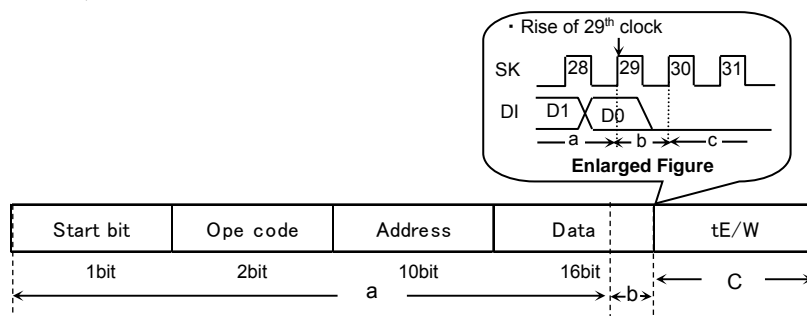 ・Rise of 29th clock
SK 28 29 30 31
DI D1 D0
a b c
Enlarged Figure
Start bit Ope code Address Data tE/W
1bit 2bit 10bit 16bit
a b C